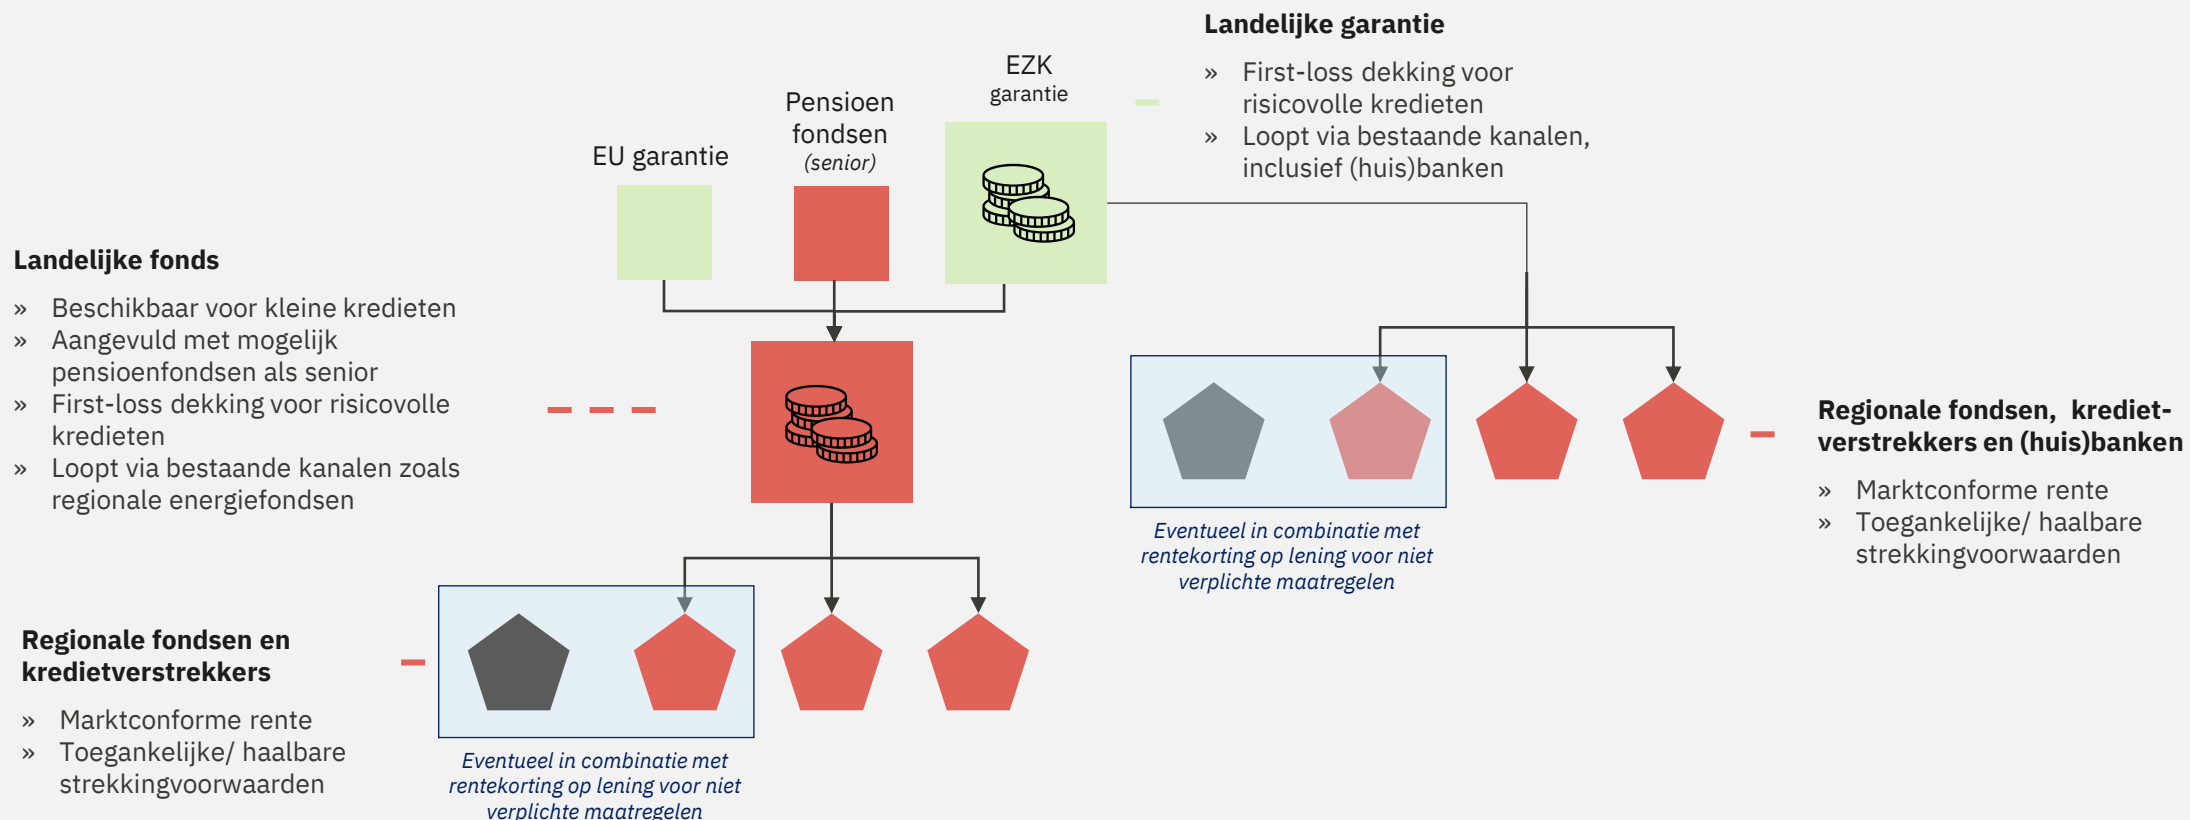 Landelijke garantie
» First-loss dekking voor
risicovolle kredieten
» Loopt via bestaande kanalen,
inclusief (huis)banken
EZK
garantie
Pensioen
fondsen
(senior)
EU garantie
Landelijke fonds
» Beschikbaar voor kleine kredieten
» Aangevuld met mogelijk
pensioenfondsen als senior
» First-loss dekking voor risicovolle
kredieten
» Loopt via bestaande kanalen zoals
regionale energiefondsen
Regionale fondsen, krediet-
verstrekkers en (huis)banken
» Marktconforme rente
» Toegankelijke/ haalbare
strekkingvoorwaarden
Eventueel in combinatie met
rentekorting op lening voor niet
verplichte maatregelen
Regionale fondsen en
kredietverstrekkers
» Marktconforme rente
» Toegankelijke/ haalbare
strekkingvoorwaarden
Eventueel in combinatie met
rentekorting op lening voor niet
verplichte maatregelen